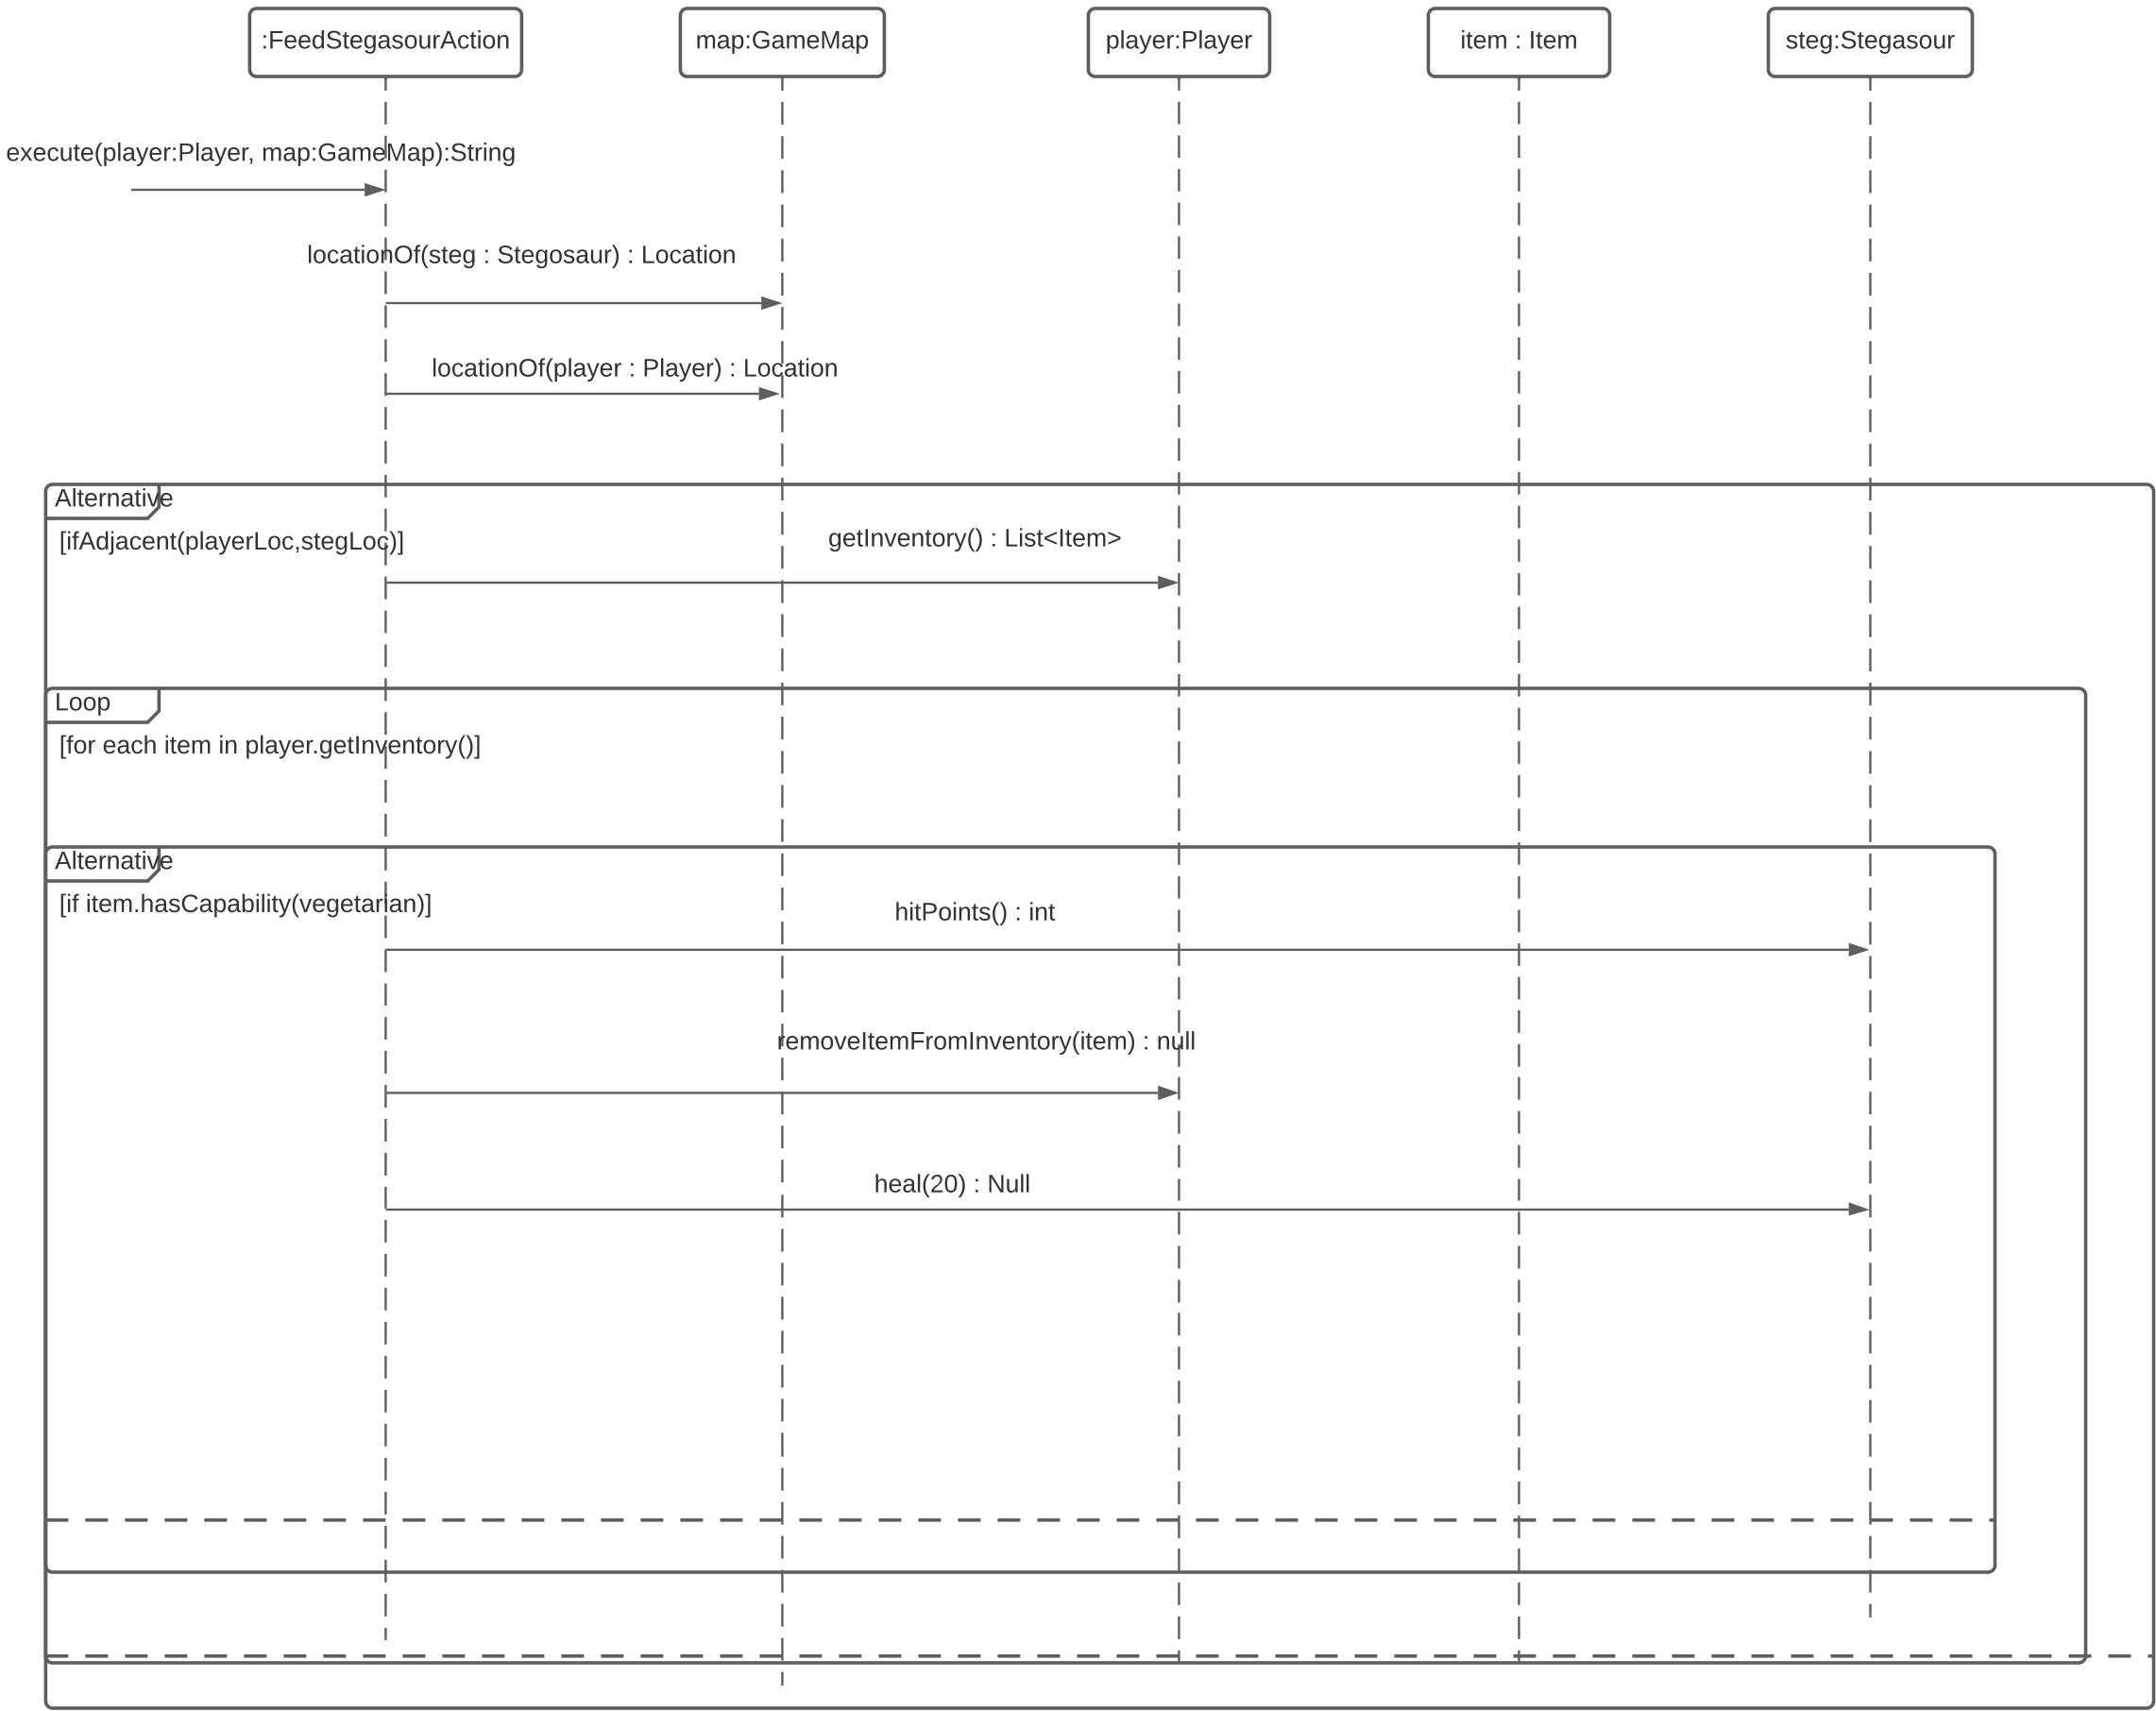 :FeedStegasourAction
map:GameMap
player:Player
item : Item
steg:Stegasour
execute(player:Player, map:GameMap):String
locationOf(steg : Stegosaur) : Location
locationOf(player : Player) : Location
Alternative
[ifAdjacent(playerLoc,stegLoc)]
getInventory() : List<Item>
Loop
[for each item in player.getInventory()]
Alternative
[if item.hasCapability(vegetarian)]
hitPoints() : int
removeItemFromInventory(item) : null
heal(20) : Null